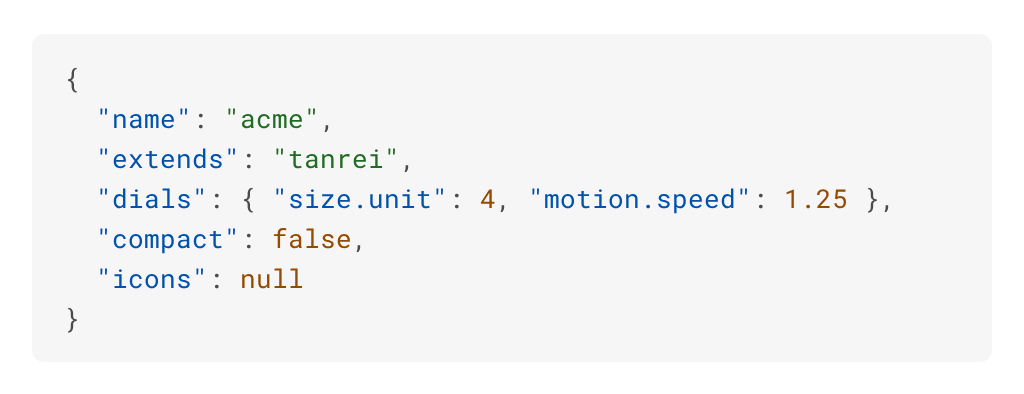 {
  "name": "acme",
  "extends": "tanrei",
  "dials": { "size.unit": 4, "motion.speed": 1.25 },
  "compact": false,
  "icons": null
}